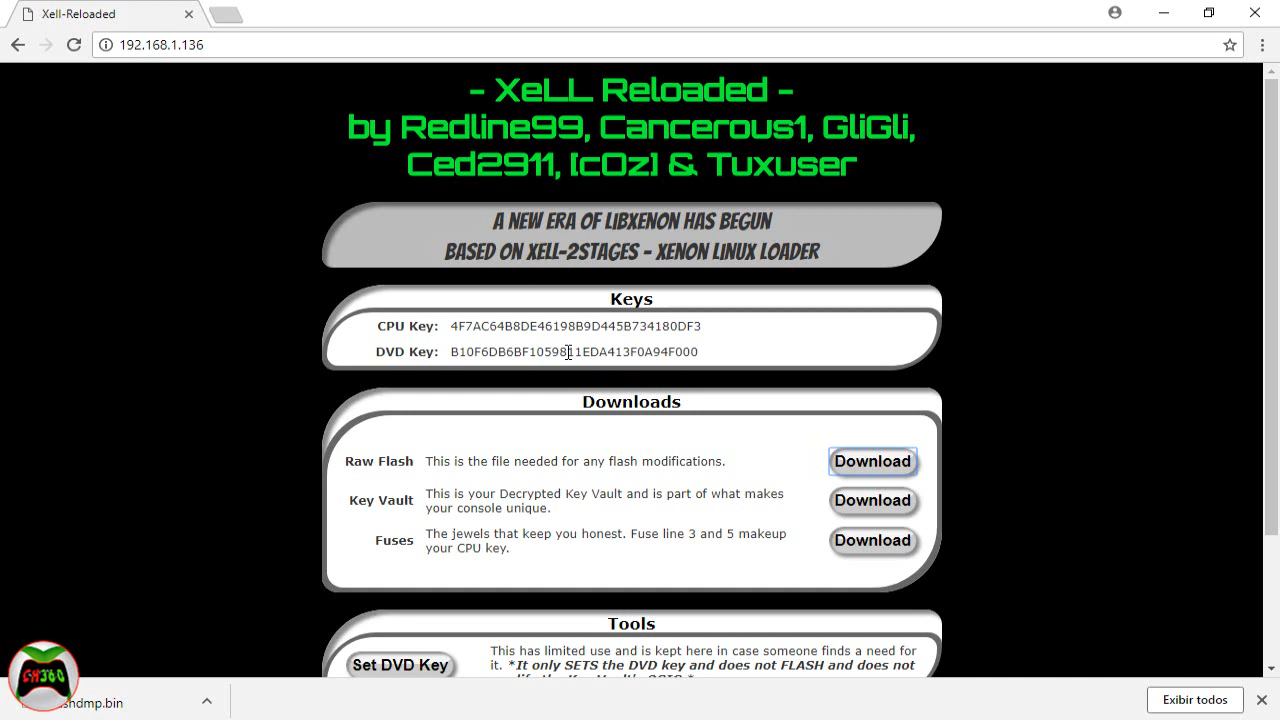 Xell-Reloaded
192.168.1.136
- XeLL Reloaded -
by Redline99, Cancerous1, GliGli,
Ced2911, [cOz] & Tuxuser
A NEW ERA OF LIBXENON HAS BEGUN
BASED ON XELL-2STAGES - XENON LINUX LOADER
Keys
CPU Key: 4F7AC64B8DE46198B9D445B734180DF3
DVD Key: B10F6DB6BF1059811EDA413F0A94F000
Downloads
Raw Flash This is the file needed for any flash modifications. Download
Key Vault This is your Decrypted Key Vault and is part of what makes
your console unique. Download
Fuses The jewels that keep you honest. Fuse line 3 and 5 makeup
your CPU key. Download
Tools
Set DVD Key This has limited use and is kept here in case someone finds a need for
it. *It only SETS the DVD key and does not FLASH and does not
CH360
shdmp.bin
Exibir todos